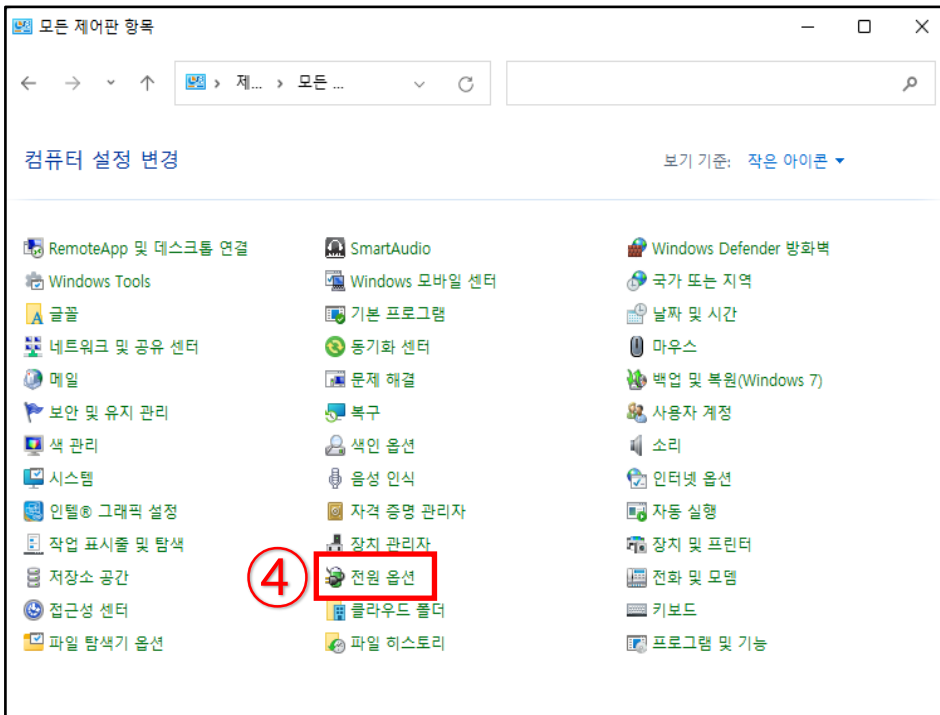 모든 제어판 항목
제... › 모든 ...
컴퓨터 설정 변경
보기 기준: 작은 아이콘
RemoteApp 및 데스크톱 연결
SmartAudio
Windows Defender 방화벽
Windows Tools
Windows 모바일 센터
국가 또는 지역
글꼴
기본 프로그램
날짜 및 시간
네트워크 및 공유 센터
동기화 센터
마우스
메일
문제 해결
백업 및 복원(Windows 7)
보안 및 유지 관리
복구
사용자 계정
색 관리
색인 옵션
소리
시스템
음성 인식
인터넷 옵션
인텔® 그래픽 설정
자격 증명 관리자
자동 실행
작업 표시줄 및 탐색
장치 관리자
장치 및 프린터
저장소 공간
④ 전원 옵션
전화 및 모뎀
접근성 센터
클라우드 폴더
키보드
파일 탐색기 옵션
파일 히스토리
프로그램 및 기능